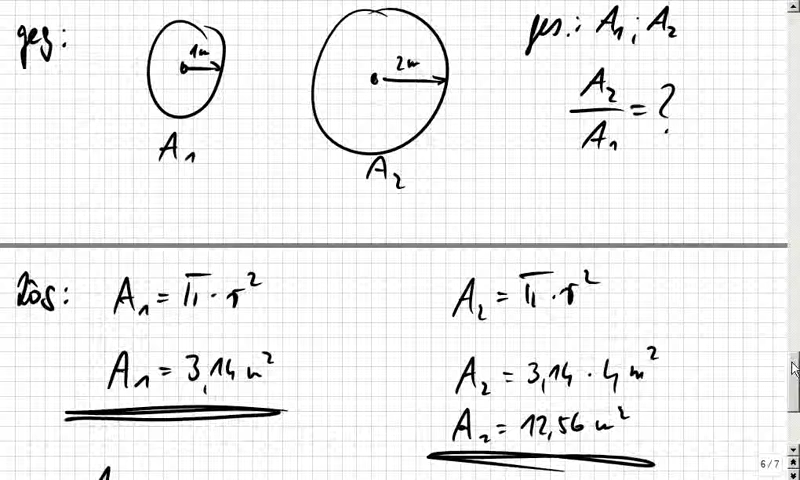 geg:
1m
2m
ges.: A₁; A₂
A₂
A₁
= ?
A₁
A₂
Lös: A₁ = π · r²
A₂ = π · r²
A₁ = 3,14 m²
A₂ = 3,14 · 4 m²
A₂ = 12,56 m²
6/7